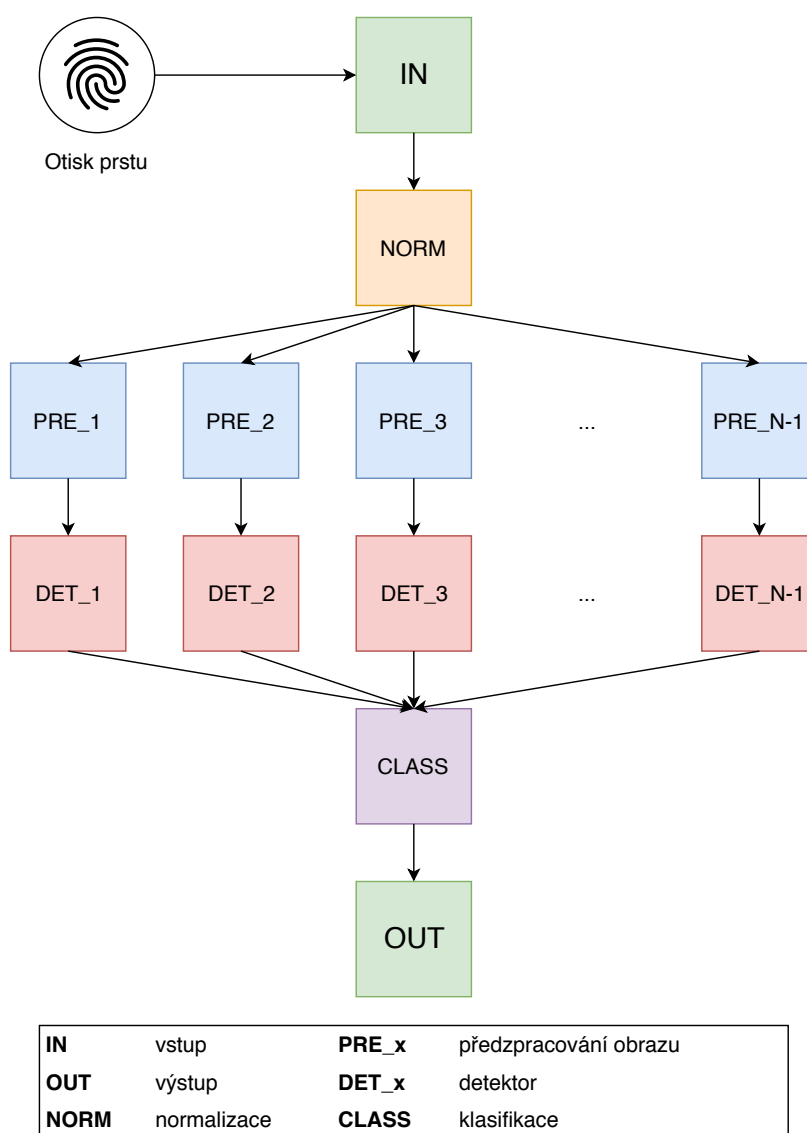 IN
Otisk prstu
NORM
PRE_1 PRE_2 PRE_3 ... PRE_N-1
DET_1 DET_2 DET_3 ... DET_N-1
CLASS
OUT
IN vstup PRE_x předzpracování obrazu
OUT výstup DET_x detektor
NORM normalizace CLASS klasifikace